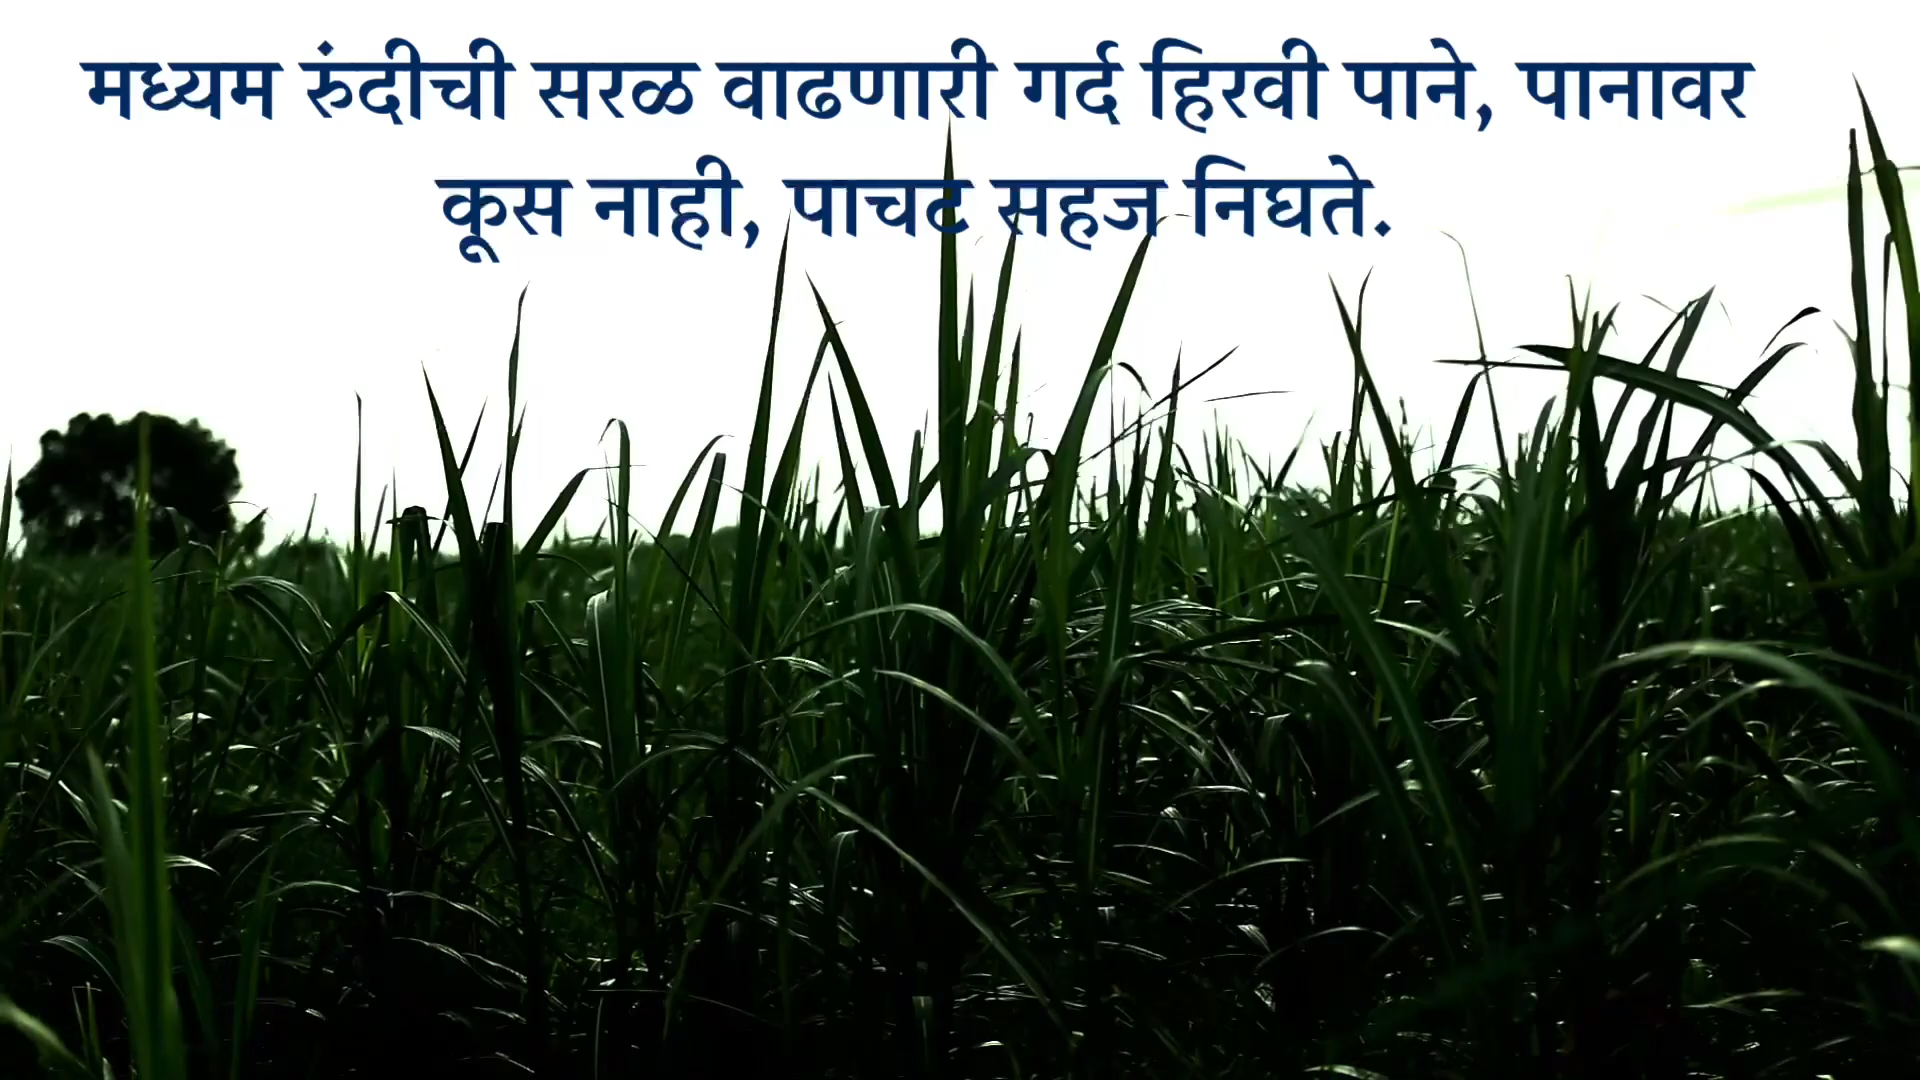 मध्यम रुंदीची सरळ वाढणारी गर्द हिरवी पाने, पानावर
कूस नाही, पाचट सहज निघते.